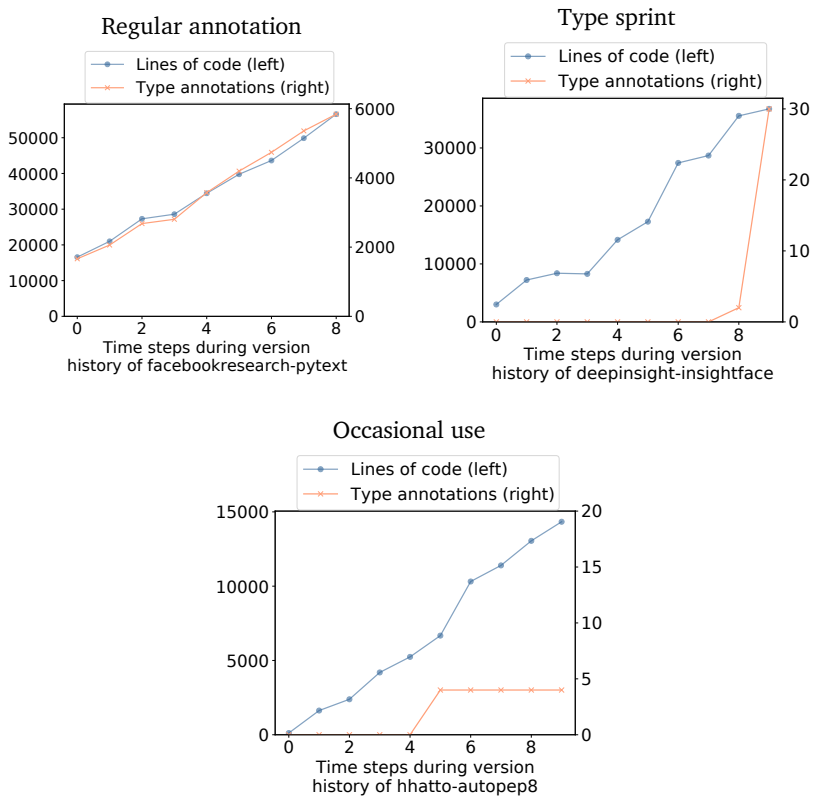 Regular annotation
Lines of code (left)
Type annotations (right)
50000
40000
30000
20000
10000
0
6000
4000
2000
0
0 2 4 6 8
Time steps during version
history of facebookresearch-pytext
Type sprint
Lines of code (left)
Type annotations (right)
30000
20000
10000
0
30
20
10
0
0 2 4 6 8
Time steps during version
history of deepinsight-insightface
Occasional use
Lines of code (left)
Type annotations (right)
15000
10000
5000
0
20
15
10
5
0
0 2 4 6 8
Time steps during version
history of hhatto-autopep8